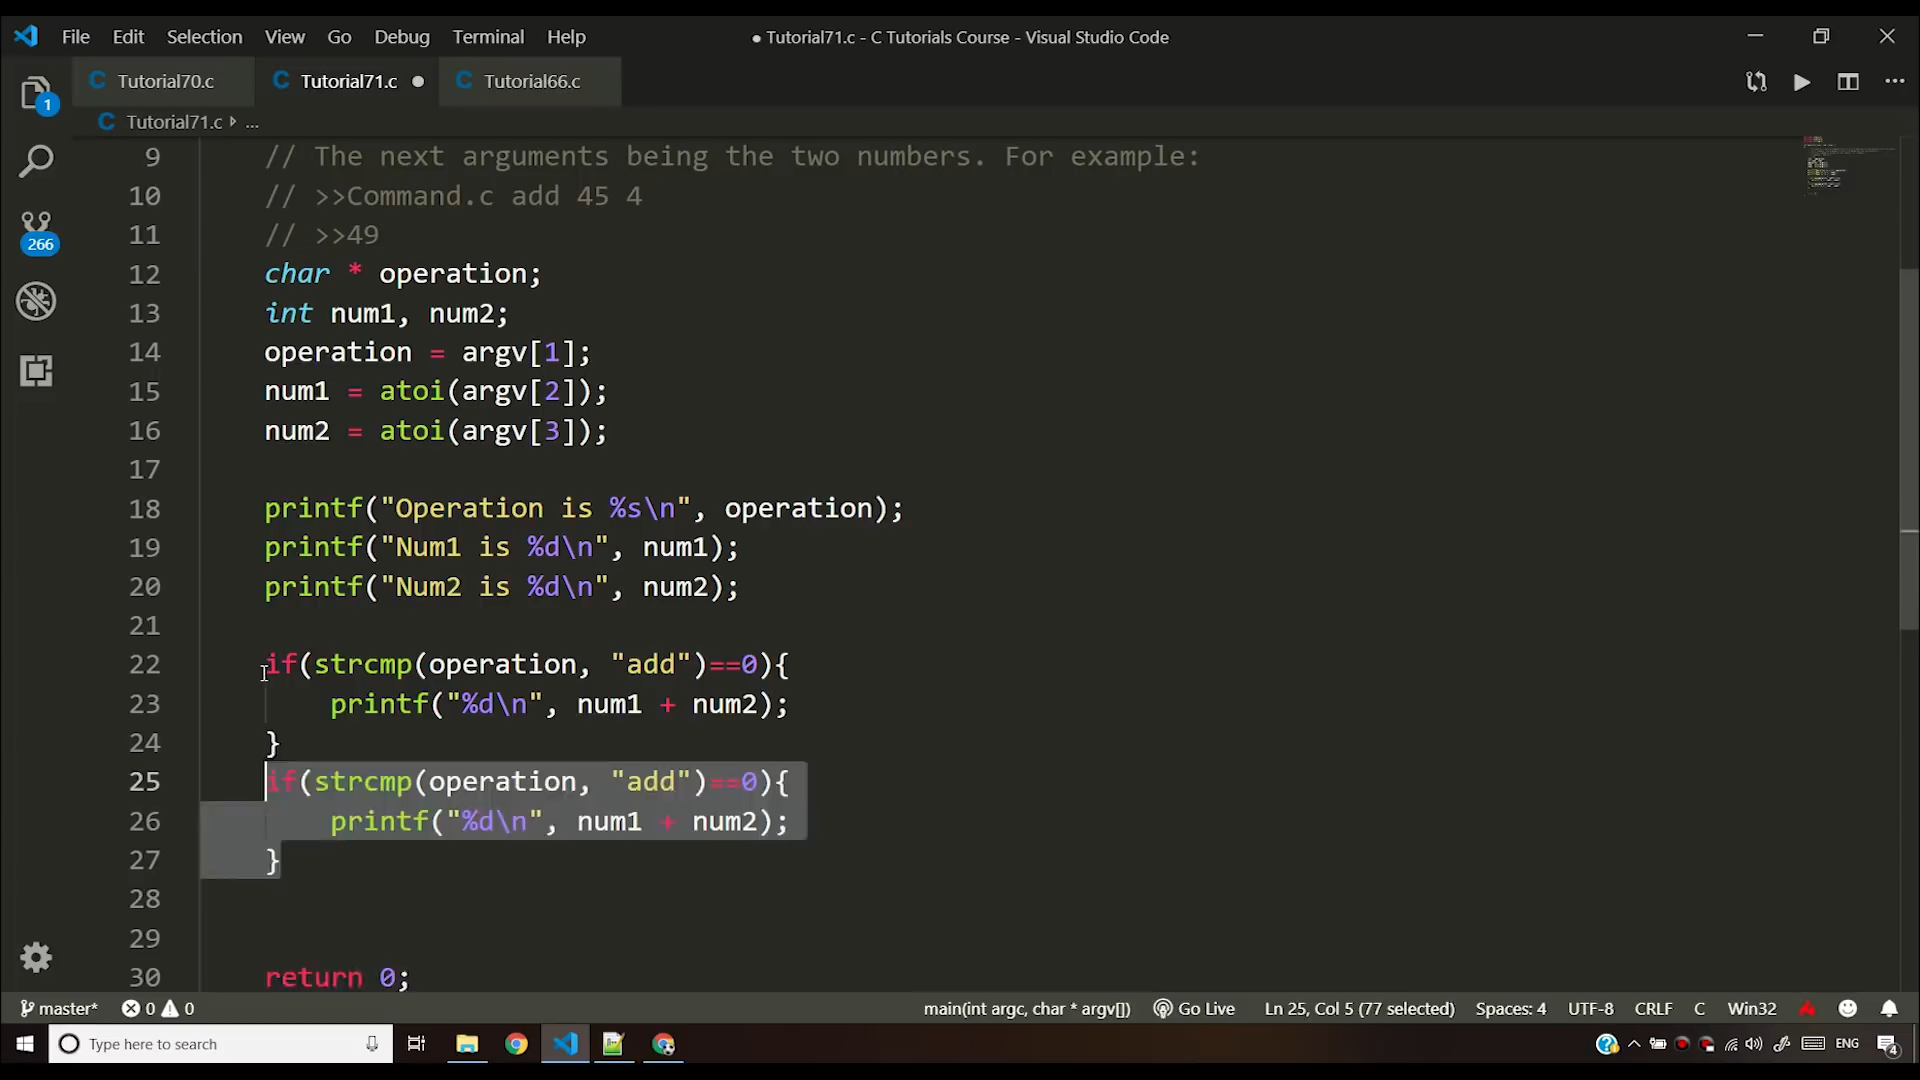 File Edit Selection View Go Debug Terminal Help
● Tutorial71.c - C Tutorials Course - Visual Studio Code
C Tutorial70.c C Tutorial71.c ● C Tutorial66.c
C Tutorial71.c ...
1
266
9 // The next arguments being the two numbers. For example:
10 // >>Command.c add 45 4
11 // >>49
12 char * operation;
13 int num1, num2;
14 operation = argv[1];
15 num1 = atoi(argv[2]);
16 num2 = atoi(argv[3]);
17
18 printf("Operation is %s\n", operation);
19 printf("Num1 is %d\n", num1);
20 printf("Num2 is %d\n", num2);
21
22 if(strcmp(operation, "add")==0){
23 printf("%d\n", num1 + num2);
24 }
25 if(strcmp(operation, "add")==0){
26 printf("%d\n", num1 + num2);
27 }
28
29
30 return 0;
master* 0 0 main(int argc, char * argv[]) Go Live Ln 25, Col 5 (77 selected) Spaces: 4 UTF-8 CRLF C Win32
Type here to search ENG 4